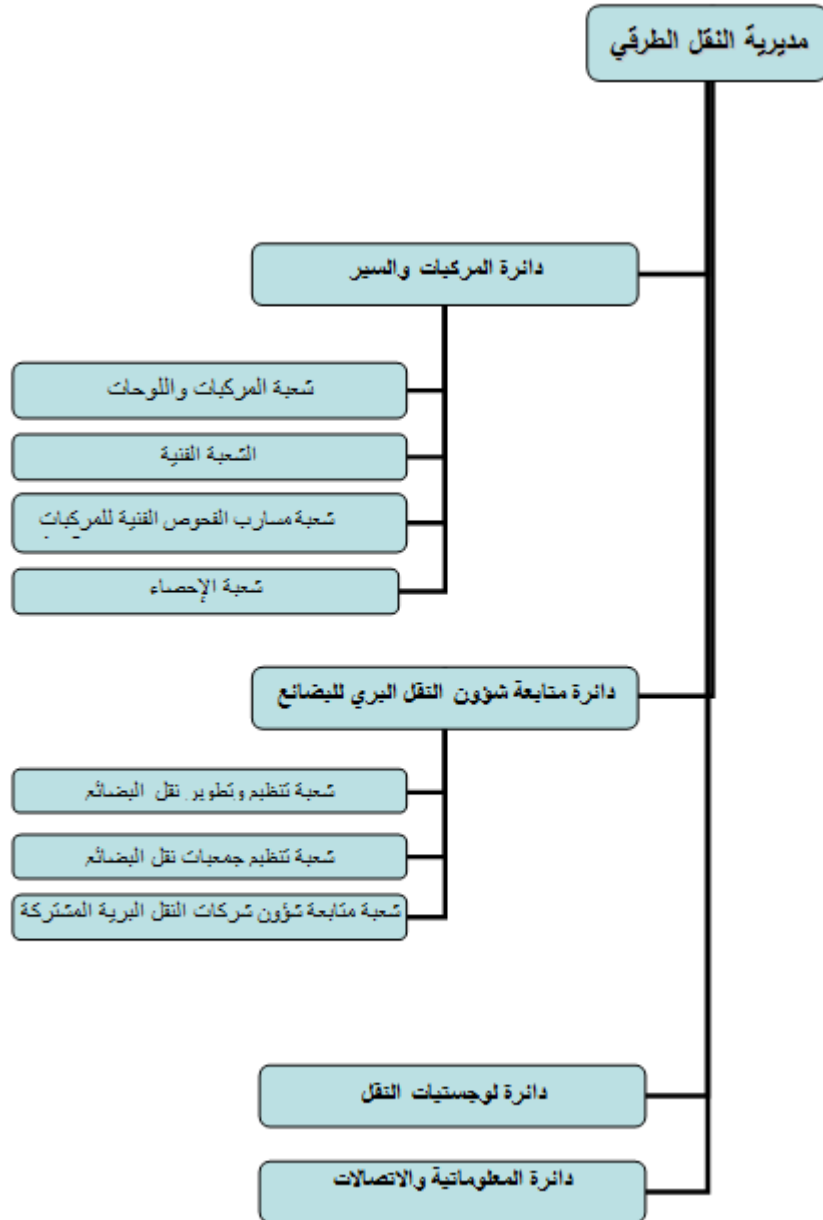 مديرية النقل الطرقي
دائرة المركبات والسير
شعبة المركبات واللوحات
الشعبة الفنية
شعبة مسارب الفحوص الفنية للمركبات
شعبة الإحصاء
دائرة متابعة شؤون النقل البري للبضائع
شعبة تنظيم وتطوير نقل البضائع
شعبة تنظيم جمعيات نقل البضائع
شعبة متابعة شؤون شركات النقل البرية المشتركة
دائرة لوجستيات النقل
دائرة المعلوماتية والاتصالات